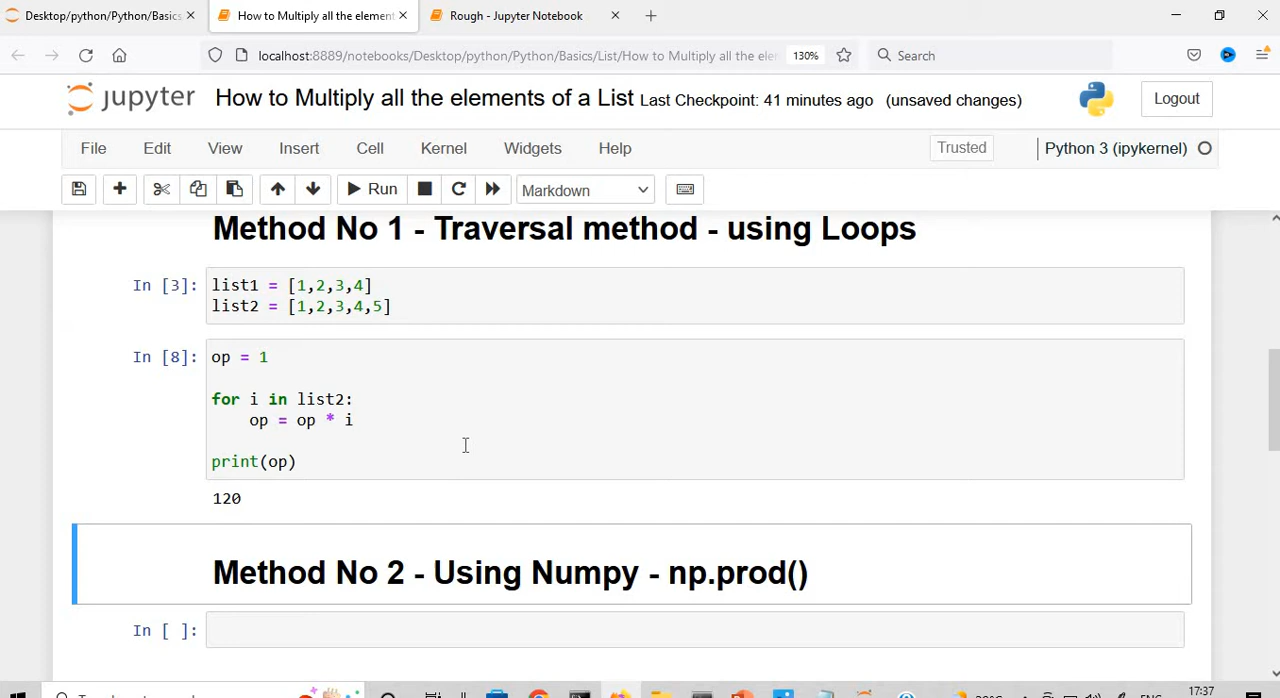 Desktop/python/Python/Basics
How to Multiply all the element
Rough - Jupyter Notebook
localhost:8889/notebooks/Desktop/python/Python/Basics/List/How to Multiply all the ele
130%
Search
jupyter How to Multiply all the elements of a List Last Checkpoint: 41 minutes ago (unsaved changes)
Logout
File Edit View Insert Cell Kernel Widgets Help
Trusted
Python 3 (ipykernel)
Run
Markdown
Method No 1 - Traversal method - using Loops
In [3]: list1 = [1,2,3,4]
list2 = [1,2,3,4,5]
In [8]: op = 1
for i in list2:
op = op * i
print(op)
120
Method No 2 - Using Numpy - np.prod()
In [ ]:
17:37